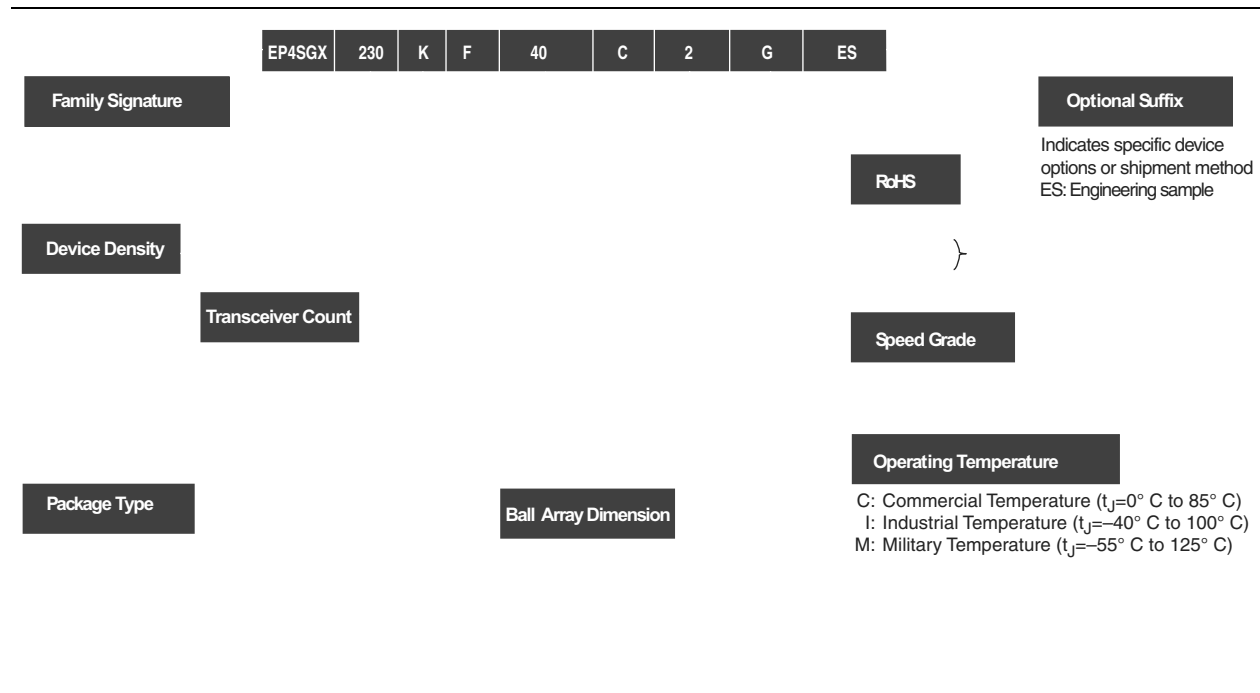 EP4SGX 230 K F 40 C 2 G ES
Family Signature
Optional Suffix
Indicates specific device
options or shipment method
ES: Engineering sample
RoHS
Device Density
Transceiver Count
Speed Grade
Operating Temperature
C: Commercial Temperature (tJ=0° C to 85° C)
I: Industrial Temperature (tJ=–40° C to 100° C)
M: Military Temperature (tJ=–55° C to 125° C)
Package Type
Ball Array Dimension